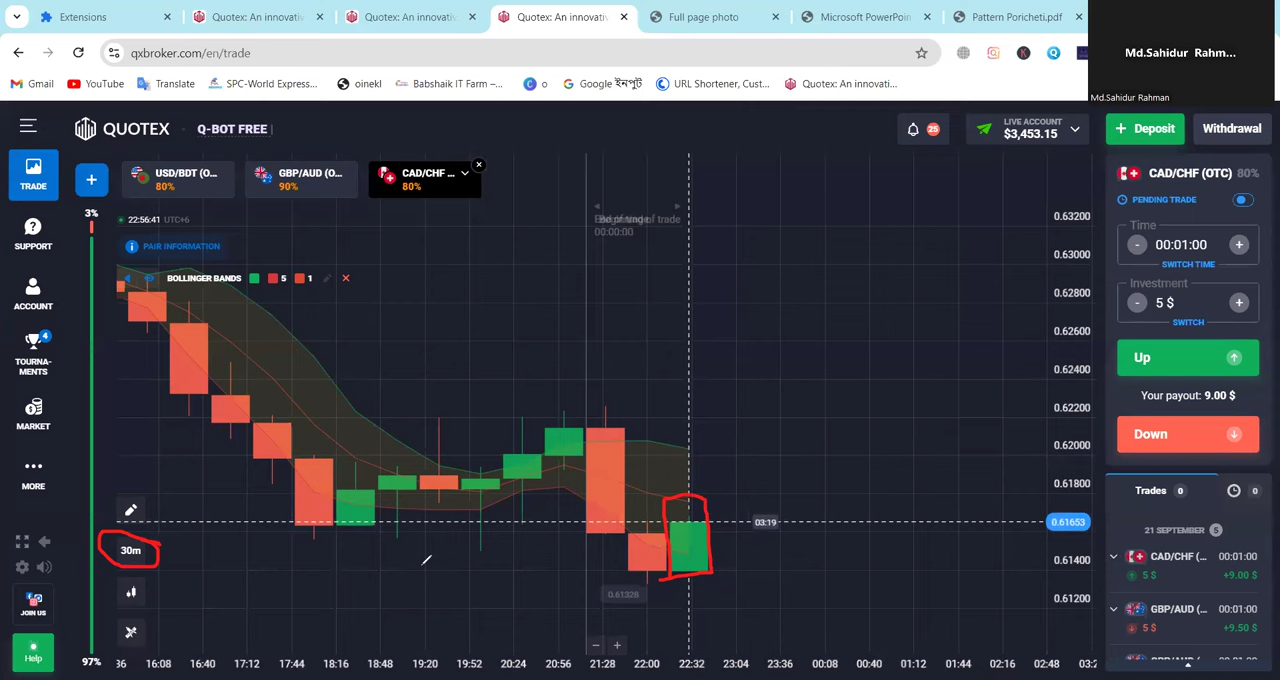 Extensions
Quotex: An innovativ
Quotex: An innovativ
Quotex: An innovativ
Full page photo
Microsoft PowerPoin
Pattern Poricheti.pdf
Md.Sahidur Rahm...
Md.Sahidur Rahman
qxbroker.com/en/trade
Gmail
YouTube
Translate
SPC-World Express...
oinekl
Babshaik IT Farm –...
o
Google ইনপুট
URL Shortener, Cust...
Quotex: An innovati...
QUOTEX
Q-BOT FREE
25
LIVE ACCOUNT
$3,453.15
Deposit
Withdrawal
TRADE
SUPPORT
ACCOUNT
4
TOURNA-
MENTS
MARKET
MORE
JOIN US
Help
3%
97%
USD/BDT (O...
80%
GBP/AUD (O...
90%
CAD/CHF ...
80%
22:56:41 UTC+6
PAIR INFORMATION
BOLLINGER BANDS
5
1
of trade
00:00:00
30m
03:19
0.61328
0.63200
0.63000
0.62800
0.62600
0.62400
0.62200
0.62000
0.61800
0.61653
0.61400
0.61200
16:08
16:40
17:12
17:44
18:16
18:48
19:20
19:52
20:24
20:56
21:28
22:00
22:32
23:04
23:36
00:08
00:40
01:12
01:44
02:16
02:48
CAD/CHF (OTC) 80%
PENDING TRADE
Time
00:01:00
SWITCH TIME
Investment
5 $
SWITCH
Up
Your payout: 9.00 $
Down
Trades 0
0
21 SEPTEMBER 5
CAD/CHF (... 00:01:00
5 $ +9.00 $
GBP/AUD (... 00:01:00
5 $ +9.50 $